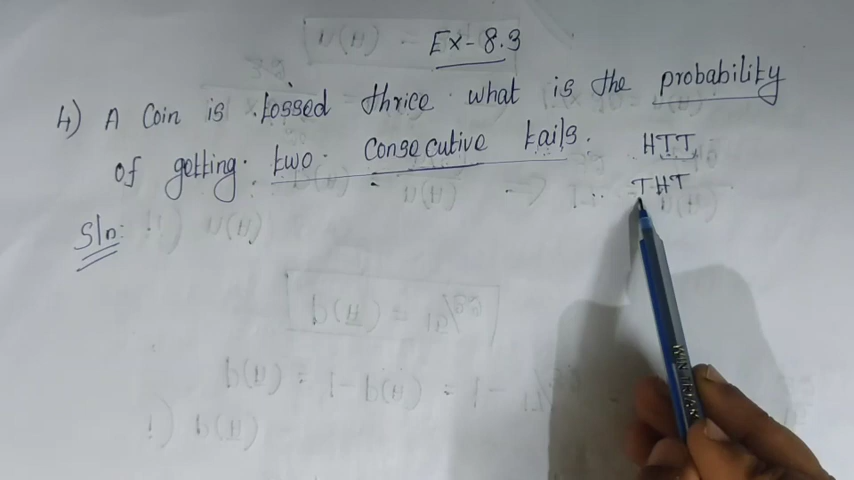 Ex-8.3
4) A Coin is tossed thrice what is the probability
of getting two consecutive tails. HTT
THT
Sln: